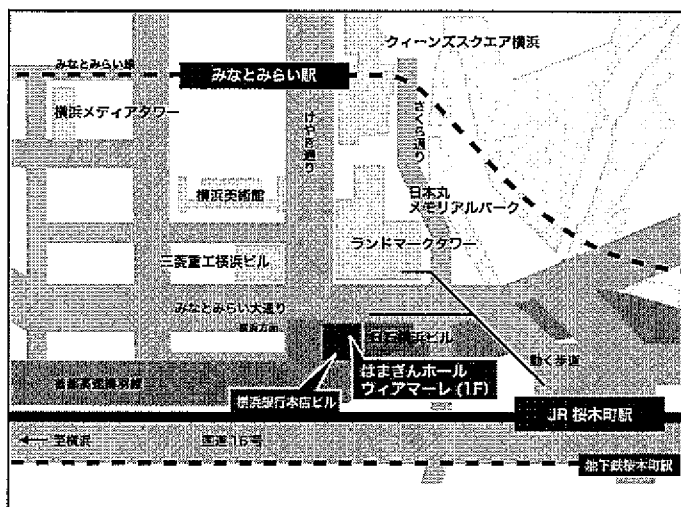 クィーンズスクエア横浜
みなとみらい線
みなとみらい駅
横浜メディアタワー
けやき通り
さくら通り
横浜美術館
日本丸
メモリアルパーク
ランドマークタワー
三菱重工横浜ビル
みなとみらい大通り
日石横浜ビル
動く歩道
はまぎんホール
ヴィアマーレ(1F)
首都高速横羽線
横浜銀行本店ビル
JR 桜木町駅
至横浜
国道16号
地下鉄桜木町駅